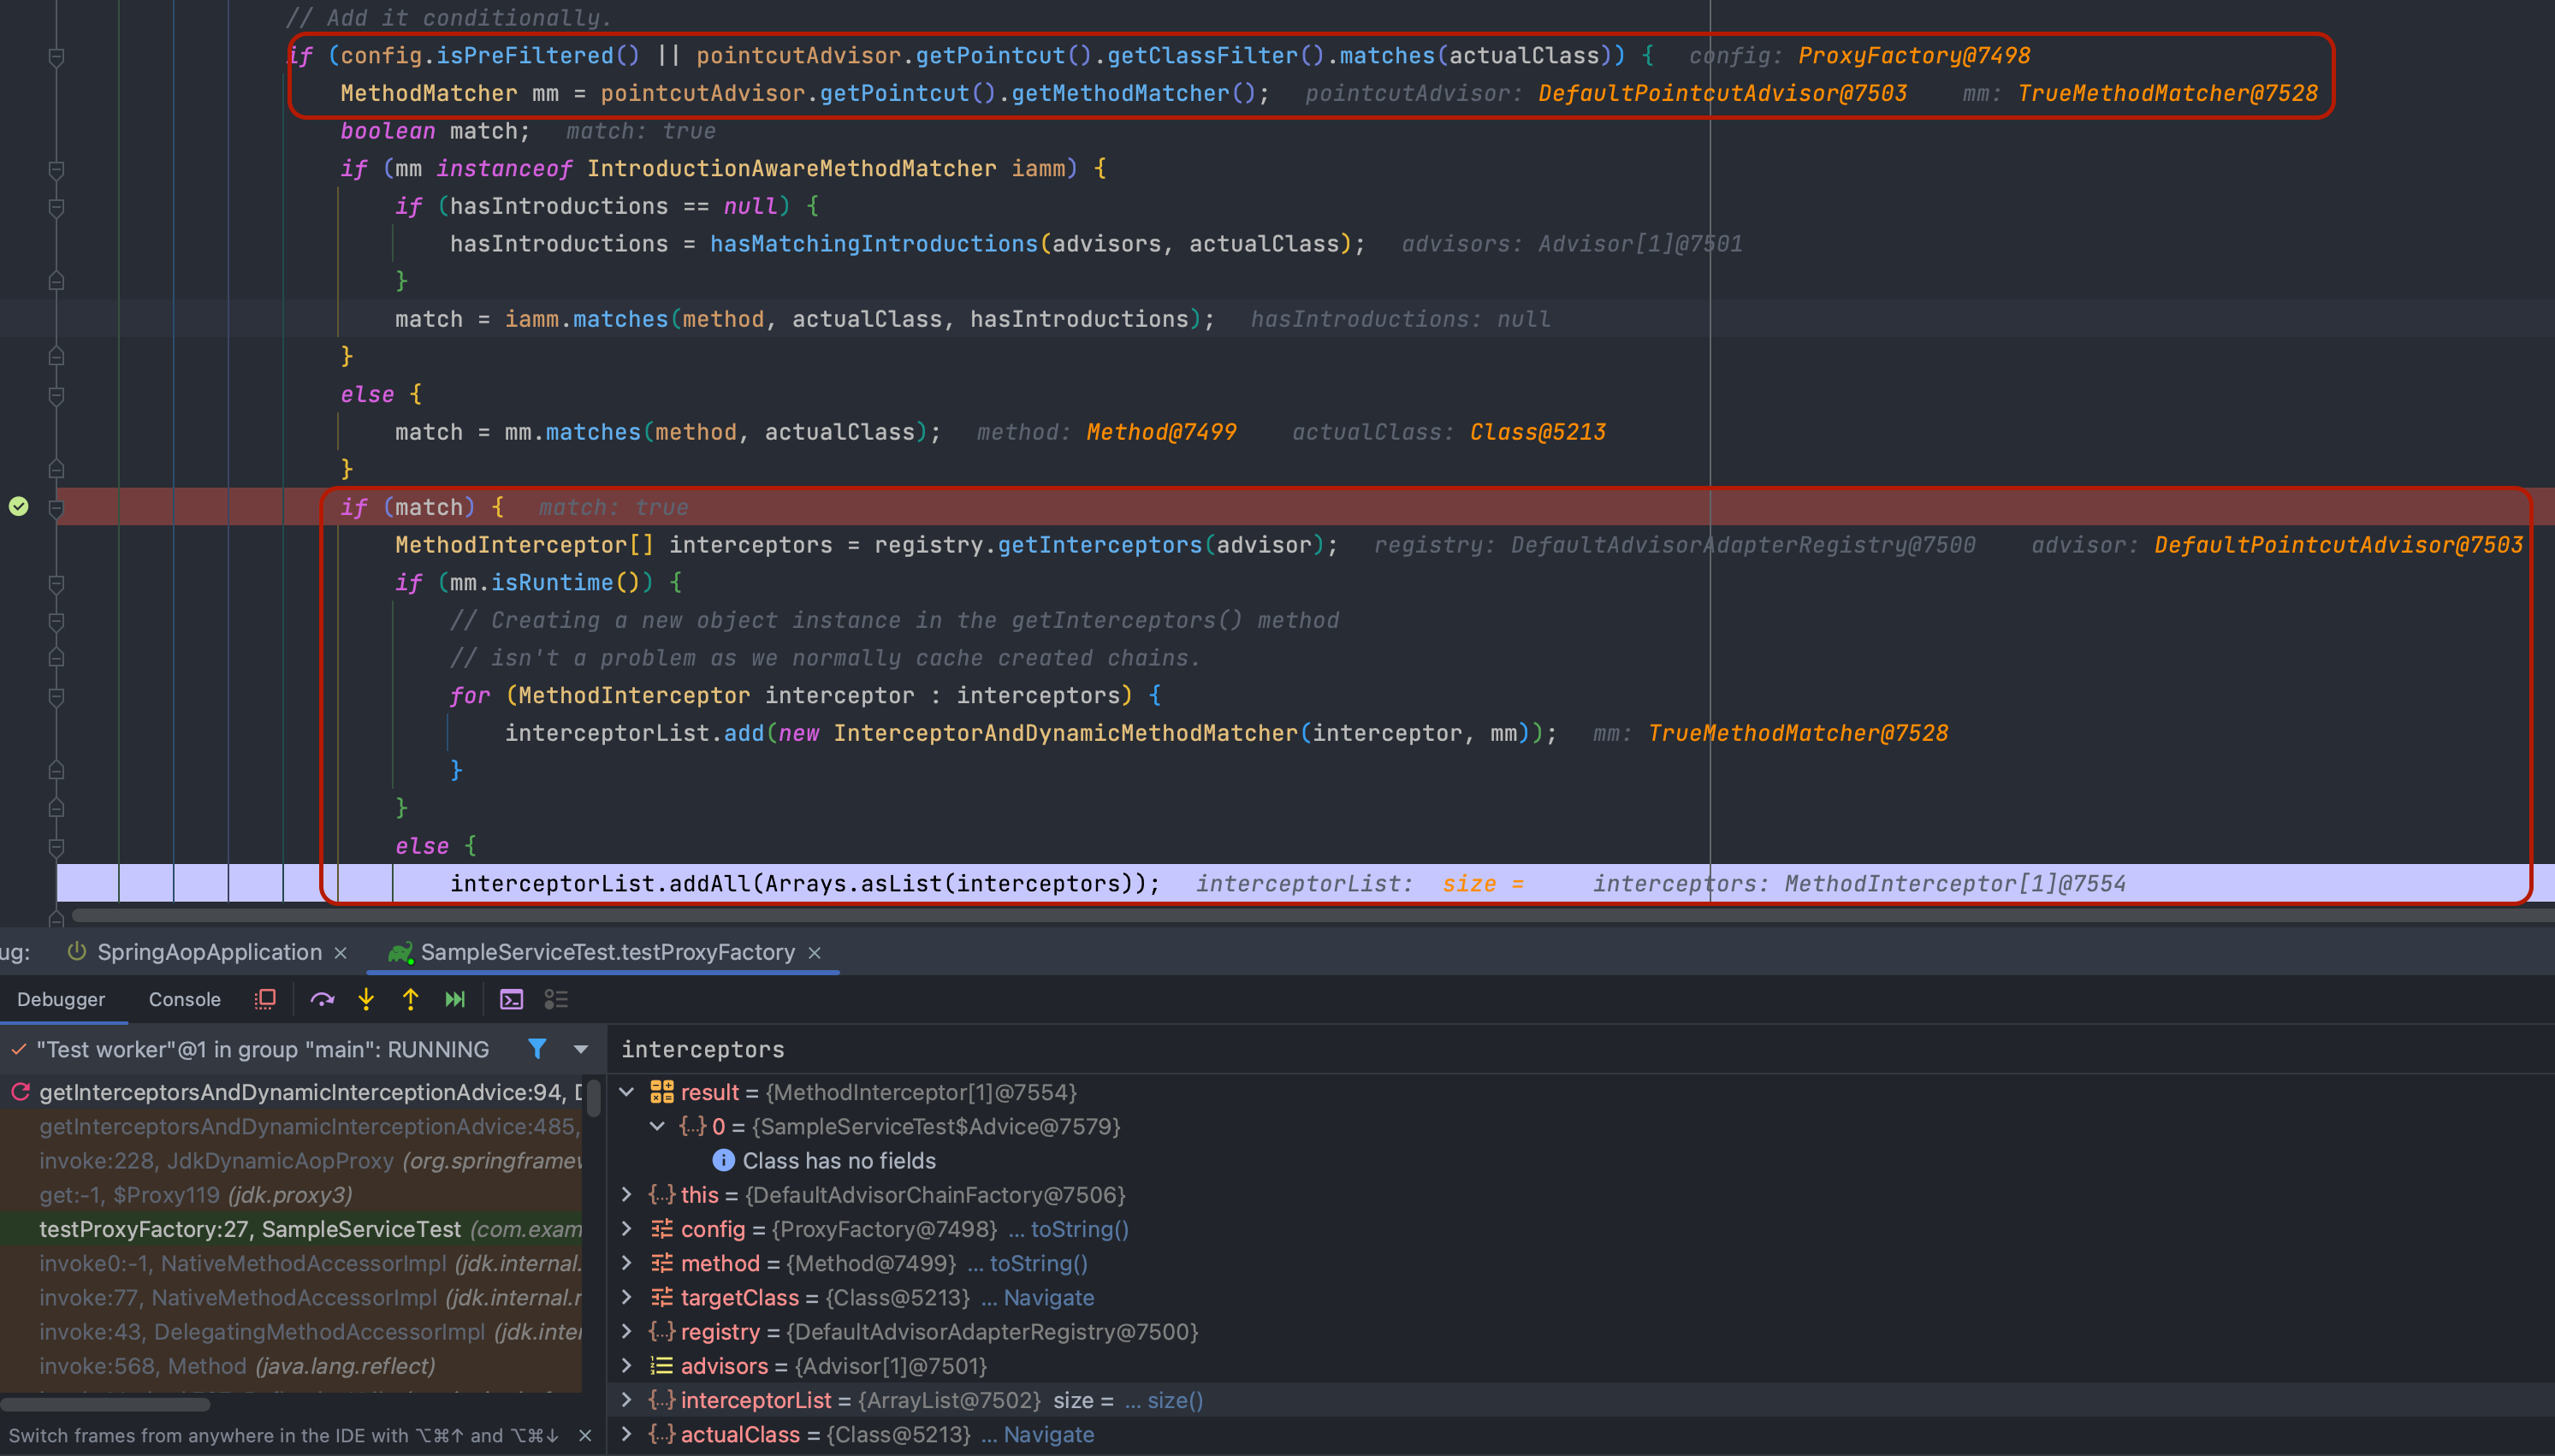 // Add it conditionally.
if (config.isPreFiltered() || pointcutAdvisor.getPointcut().getClassFilter().matches(actualClass)) {   config: ProxyFactory@7498
MethodMatcher mm = pointcutAdvisor.getPointcut().getMethodMatcher();   pointcutAdvisor: DefaultPointcutAdvisor@7503   mm: TrueMethodMatcher@7528
boolean match;   match: true
if (mm instanceof IntroductionAwareMethodMatcher iamm) {
if (hasIntroductions == null) {
hasIntroductions = hasMatchingIntroductions(advisors, actualClass);   advisors: Advisor[1]@7501
}
match = iamm.matches(method, actualClass, hasIntroductions);   hasIntroductions: null
}
else {
match = mm.matches(method, actualClass);   method: Method@7499   actualClass: Class@5213
}
if (match) {   match: true
MethodInterceptor[] interceptors = registry.getInterceptors(advisor);   registry: DefaultAdvisorAdapterRegistry@7500   advisor: DefaultPointcutAdvisor@7503
if (mm.isRuntime()) {
// Creating a new object instance in the getInterceptors() method
// isn't a problem as we normally cache created chains.
for (MethodInterceptor interceptor : interceptors) {
interceptorList.add(new InterceptorAndDynamicMethodMatcher(interceptor, mm));   mm: TrueMethodMatcher@7528
}
}
else {
interceptorList.addAll(Arrays.asList(interceptors));   interceptorList:  size =   interceptors: MethodInterceptor[1]@7554
ug:   SpringAopApplication ×   SampleServiceTest.testProxyFactory ×
Debugger   Console
"Test worker"@1 in group "main": RUNNING
getInterceptorsAndDynamicInterceptionAdvice:94, D
getInterceptorsAndDynamicInterceptionAdvice:485,
invoke:228, JdkDynamicAopProxy (org.springframew
get:-1, $Proxy119 (jdk.proxy3)
testProxyFactory:27, SampleServiceTest (com.exam
invoke0:-1, NativeMethodAccessorImpl (jdk.internal.
invoke:77, NativeMethodAccessorImpl (jdk.internal.r
invoke:43, DelegatingMethodAccessorImpl (jdk.inter
invoke:568, Method (java.lang.reflect)
Switch frames from anywhere in the IDE with ⌥⌘↑ and ⌥⌘↓ ×
interceptors
result = {MethodInterceptor[1]@7554}
0 = {SampleServiceTest$Advice@7579}
Class has no fields
this = {DefaultAdvisorChainFactory@7506}
config = {ProxyFactory@7498} ... toString()
method = {Method@7499} ... toString()
targetClass = {Class@5213} ... Navigate
registry = {DefaultAdvisorAdapterRegistry@7500}
advisors = {Advisor[1]@7501}
interceptorList = {ArrayList@7502} size = ... size()
actualClass = {Class@5213} ... Navigate